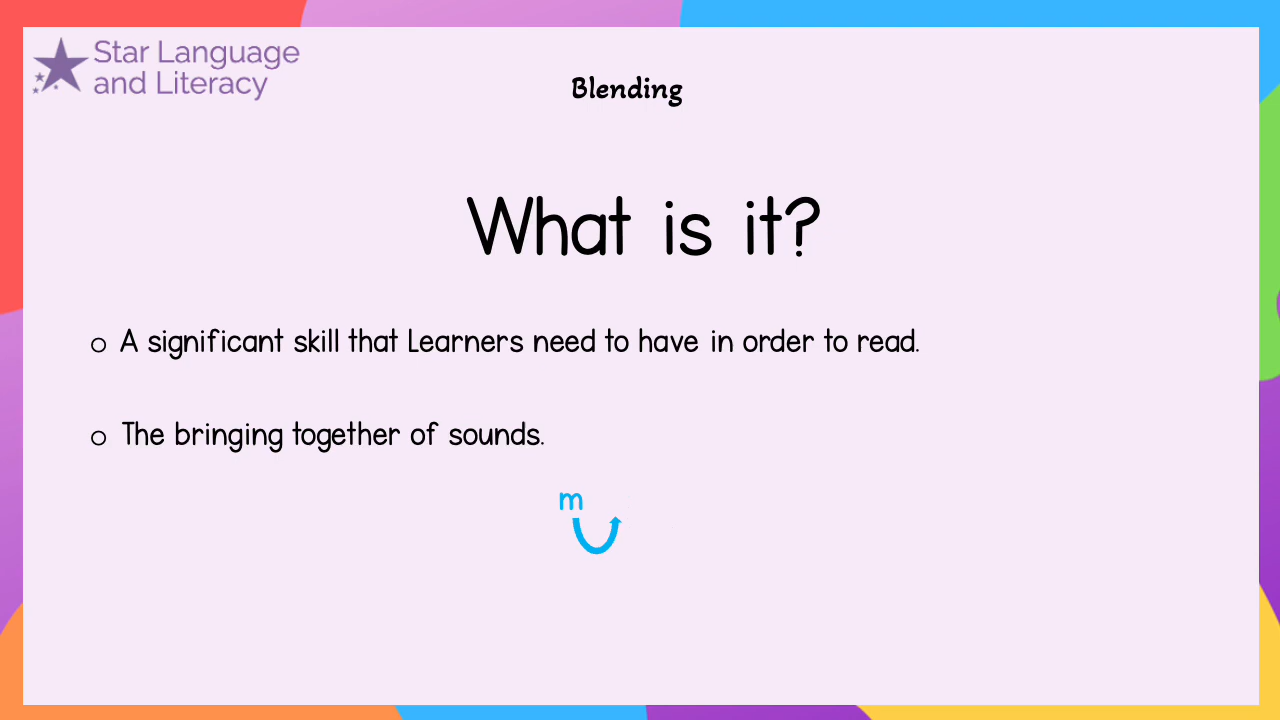 Star Language
and Literacy
Blending
What is it?
o A significant skill that Learners need to have in order to read.
o The bringing together of sounds.
m